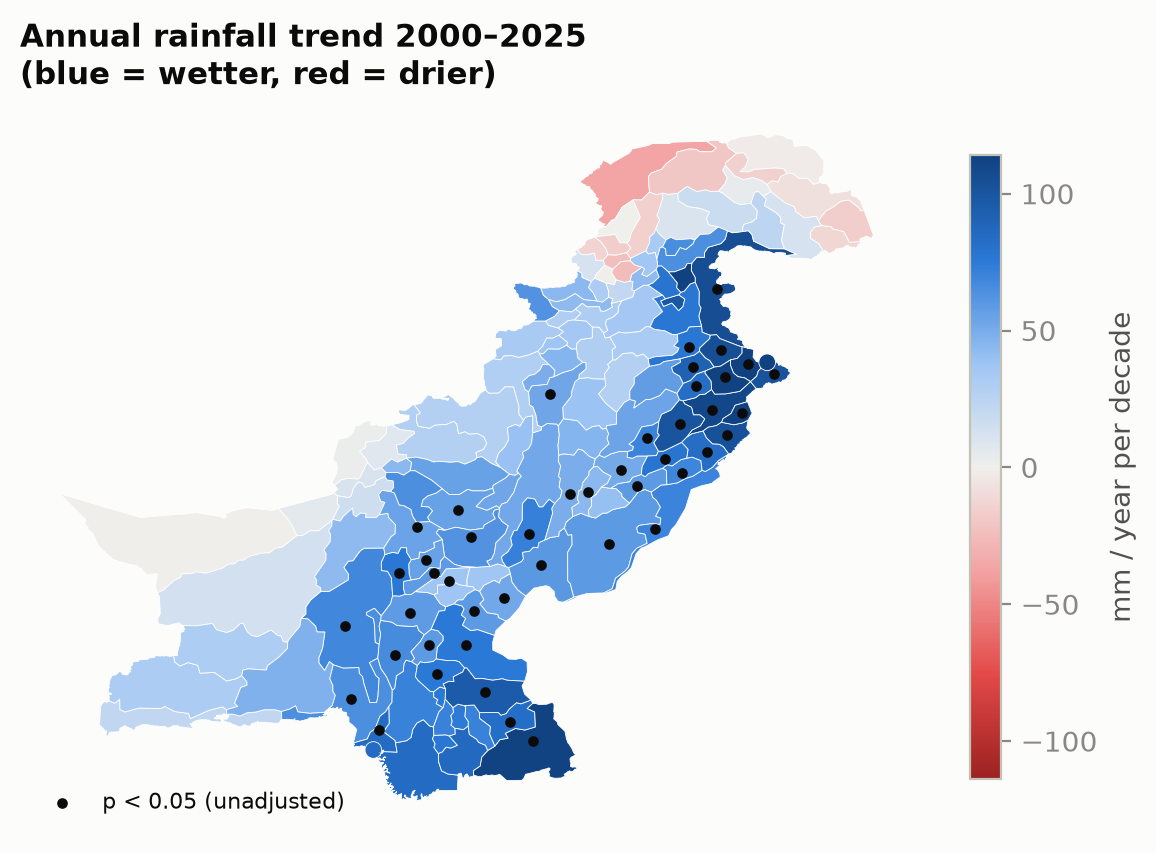 Annual rainfall trend 2000–2025
(blue = wetter, red = drier)
100
50
0
−50
−100
mm / year per decade
p < 0.05 (unadjusted)